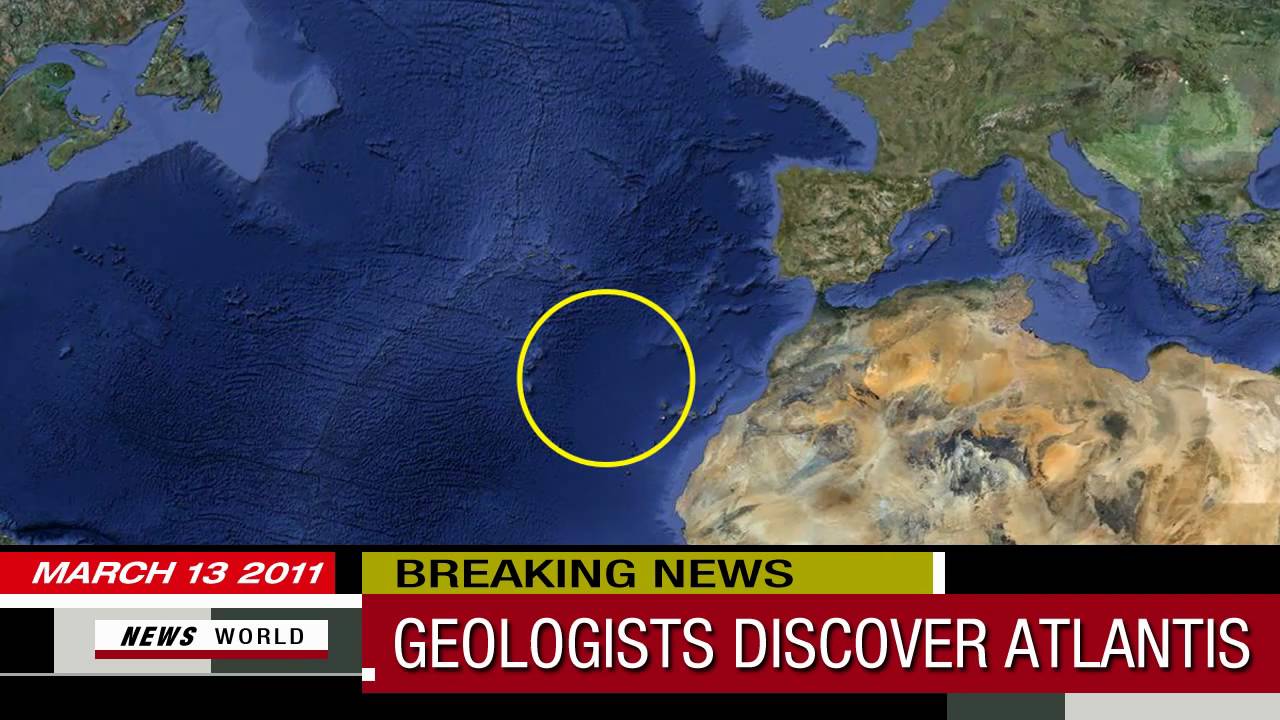 MARCH 13 2011
BREAKING NEWS
NEWS WORLD
GEOLOGISTS DISCOVER ATLANTIS